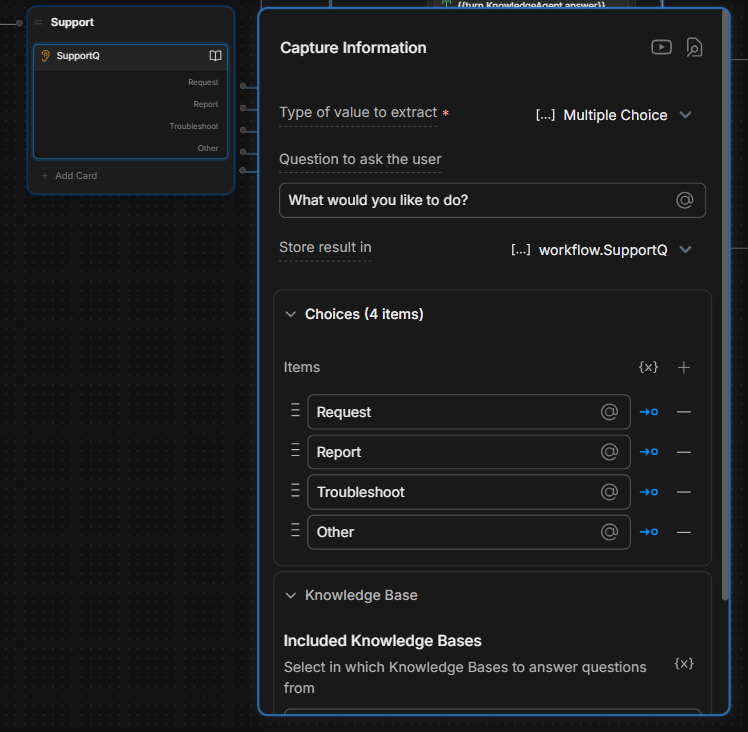 {{turn.KnowledgeAgent.answer}}
Support
SupportQ
Request
Report
Troubleshoot
Other
+ Add Card
Capture Information
Type of value to extract *
[...] Multiple Choice
Question to ask the user
What would you like to do?
Store result in
[...] workflow.SupportQ
Choices (4 items)
Items
{x}
Request
Report
Troubleshoot
Other
Knowledge Base
Included Knowledge Bases
Select in which Knowledge Bases to answer questions
from
{x}